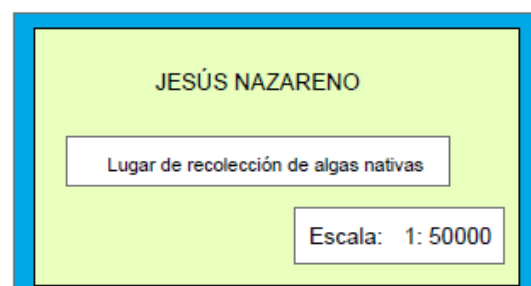 JESÚS NAZARENO
Lugar de recolección de algas nativas
Escala: 1: 50000